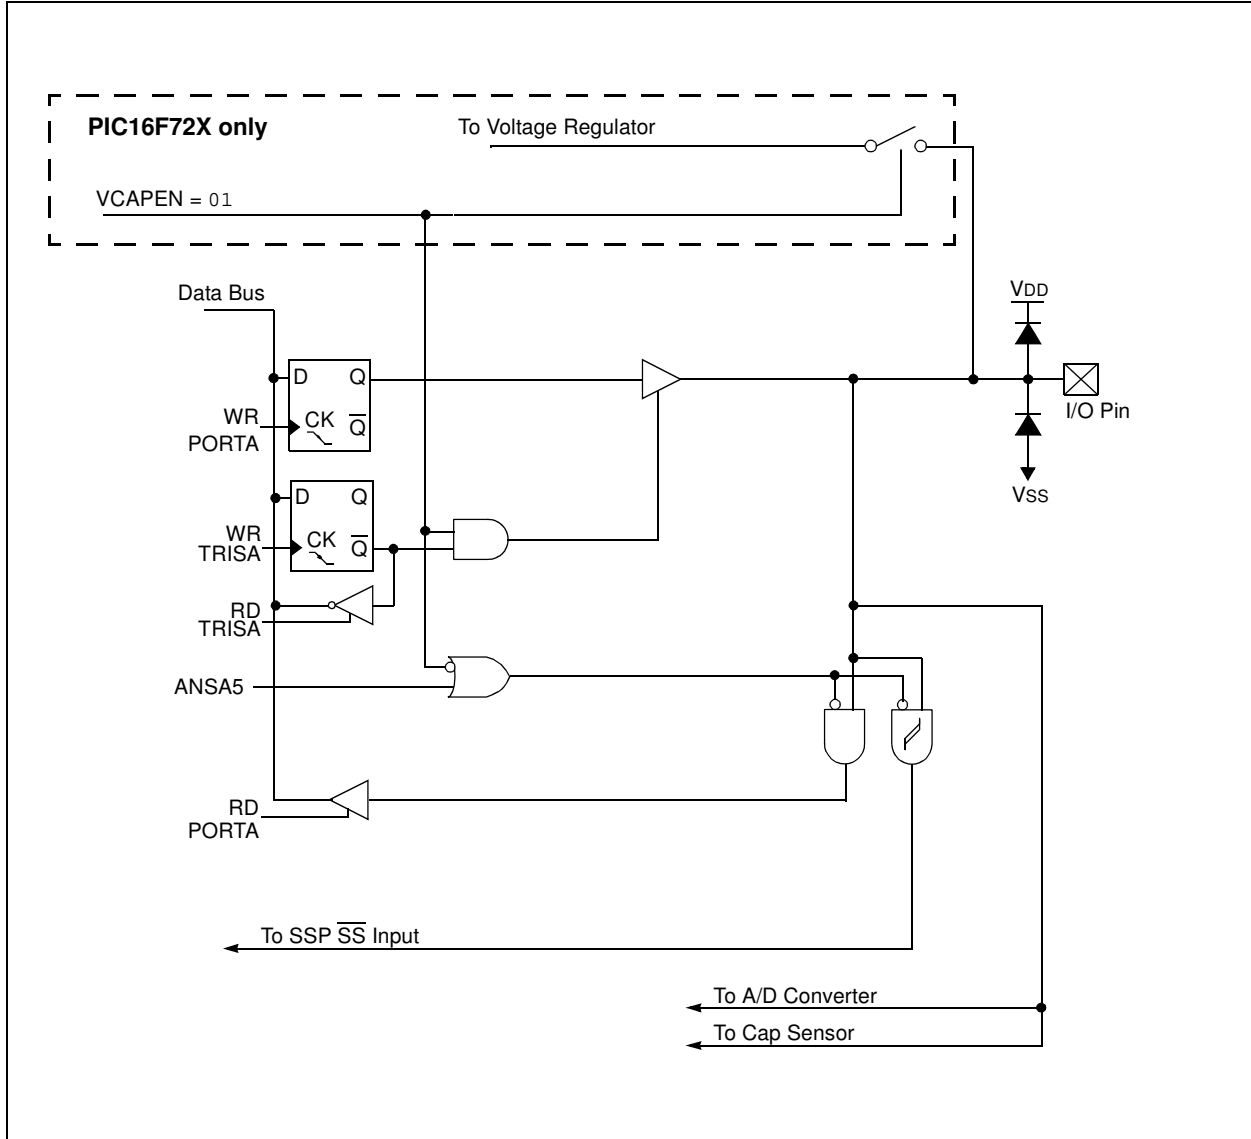 PIC16F72X only
To Voltage Regulator
VCAPEN = 01
Data Bus
VDD
D Q
WR
PORTA
CK Q
I/O Pin
D Q
VSS
WR
TRISA
CK Q
RD
TRISA
ANSA5
RD
PORTA
To SSP SS Input
To A/D Converter
To Cap Sensor